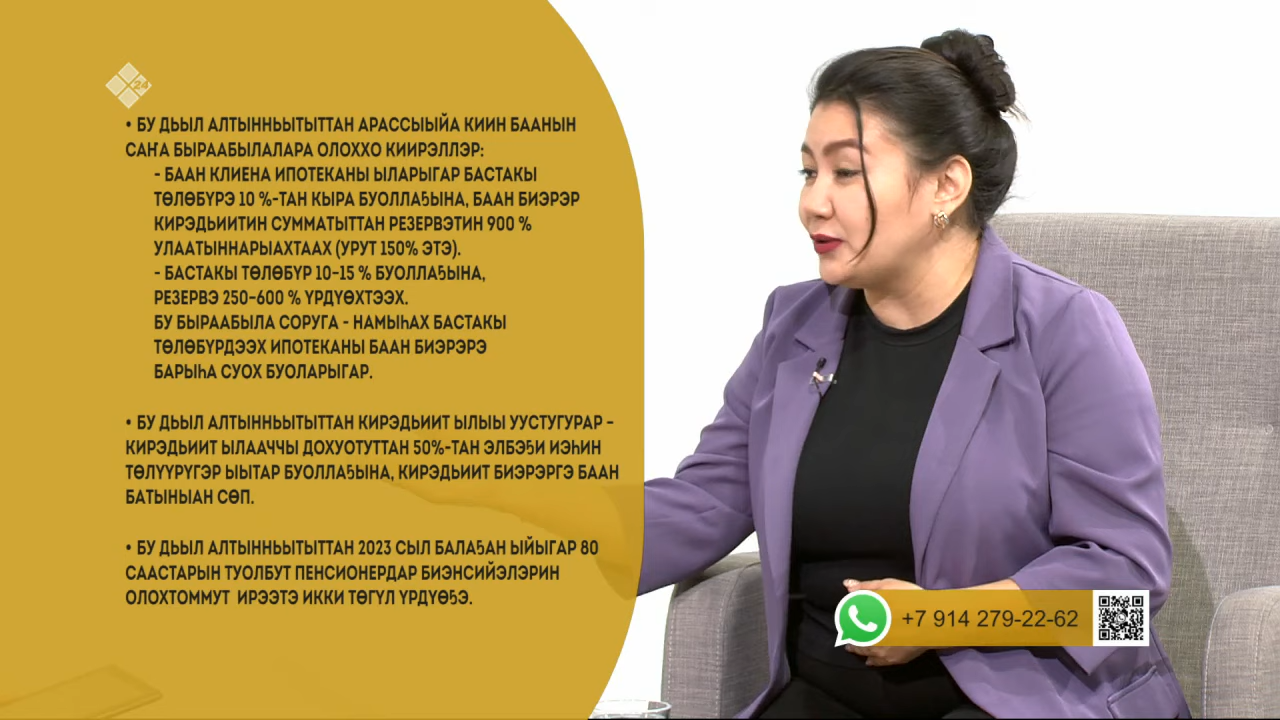 X24
• БУ ДЬЫЛ АЛТЫННЬЫТЫТТАН АРАССЫЫЙА КИИН БААНЫН
САҤА БЫРААБЫЛАЛАРА ОЛОХХО КИИРЭЛЛЭР:
- БААН КЛИЕНА ИПОТЕКАНЫ ЫЛАРЫГАР БАСТАКЫ
ТӨЛӨБҮРЭ 10 %-ТАН КЫРА БУОЛЛАҔЫНА, БААН БИЭРЭР
КИРЭДЬИИТИН СУММАТЫТТАН РЕЗЕРВЭТИН 900 %
УЛААТЫННАРЫАХТААХ (УРУТ 150% ЭТЭ).
- БАСТАКЫ ТӨЛӨБҮР 10-15 % БУОЛЛАҔЫНА,
РЕЗЕРВЭ 250-600 % ҮРДҮӨХТЭЭХ.
БУ БЫРААБЫЛА СОРУГА - НАМЫҺАХ БАСТАКЫ
ТӨЛӨБҮРДЭЭХ ИПОТЕКАНЫ БААН БИЭРЭРЭ
БАРЫҺА СУОХ БУОЛАРЫГАР.
• БУ ДЬЫЛ АЛТЫННЬЫТЫТТАН КИРЭДЬИИТ ЫЛЫЫ УУСТУГУРАР –
КИРЭДЬИИТ ЫЛААЧЧЫ ДОХУОТУТТАН 50%-ТАН ЭЛБЭҔИ ИЭҺИН
ТӨЛҮҮРҮГЭР ЫЫТАР БУОЛЛАҔЫНА, КИРЭДЬИИТ БИЭРЭРГЭ БААН
БАТЫНЫАН СӨП.
• БУ ДЬЫЛ АЛТЫННЬЫТЫТТАН 2023 СЫЛ БАЛАҔАН ЫЙЫГАР 80
СААСТАРЫН ТУОЛБУТ ПЕНСИОНЕРДАР БИЭНСИЙЭЛЭРИН
ОЛОХТОММУТ ИРЭЭТЭ ИККИ ТӨГҮЛ ҮРДҮӨҔЭ.
+7 914 279-22-62